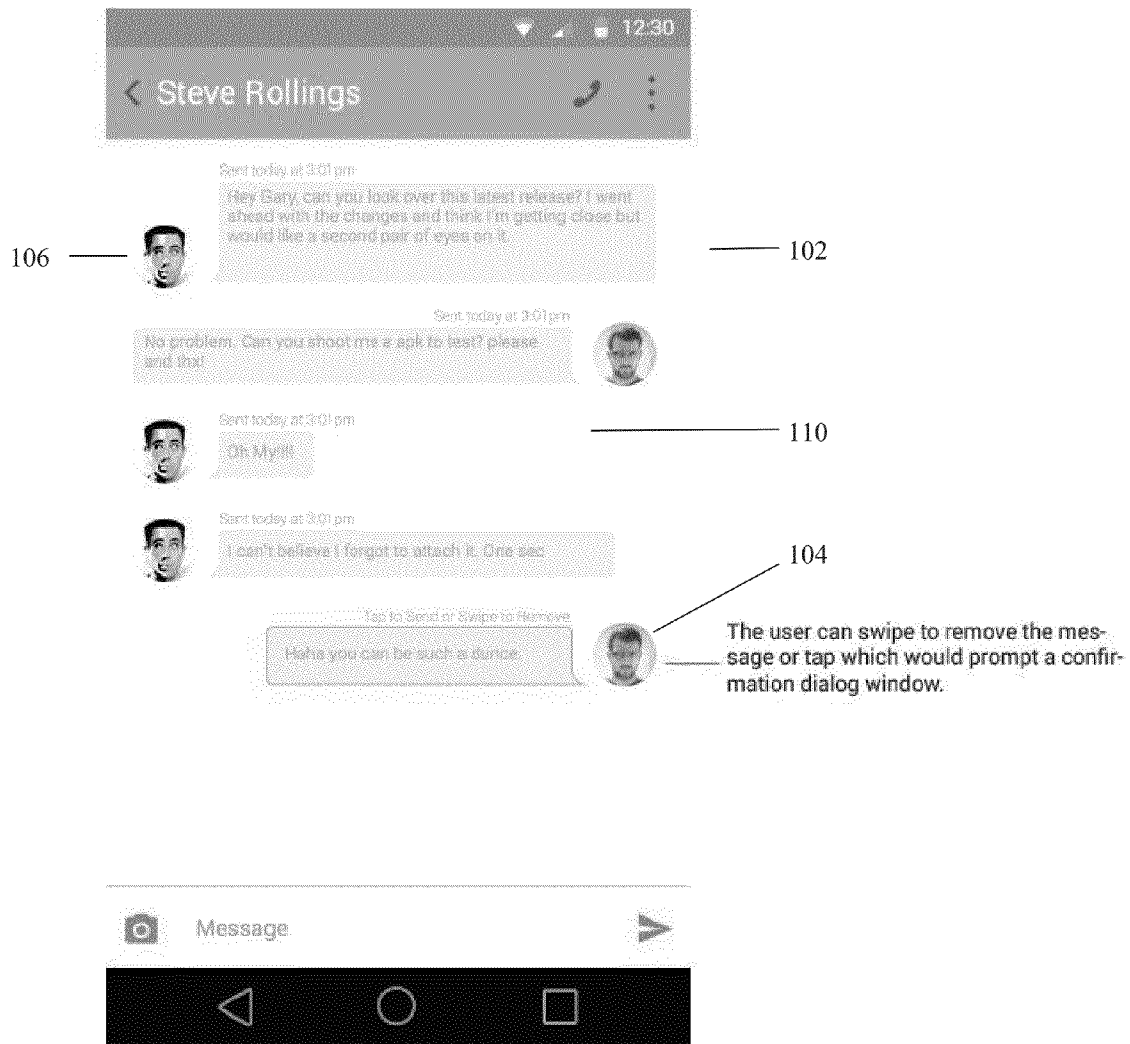 12:30
Steve Rollings
Sent today at 3:01 pm
Hey Gary, can you look over this latest release? I went
ahead with the changes and think I'm getting close but
would like a second pair of eyes on it.
106
102
Sent today at 3:01pm
No problem. Can you shoot me a apk to test? please
and thx!
Sent today at 3:01 pm
Oh My!!!
110
Sent today at 3:01 pm
I can't believe I forgot to attach it. One sec
104
Tap to Send or Swipe to Remove
Haha you can be such a dunce.
The user can swipe to remove the mes-
sage or tap which would prompt a confir-
mation dialog window.
Message